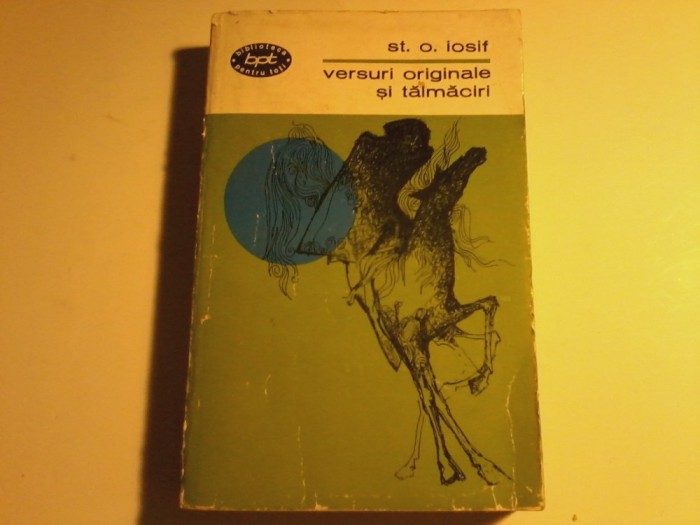 biblioteca
bpt
pentru toți
st. o. iosif
versuri originale
și tălmăciri